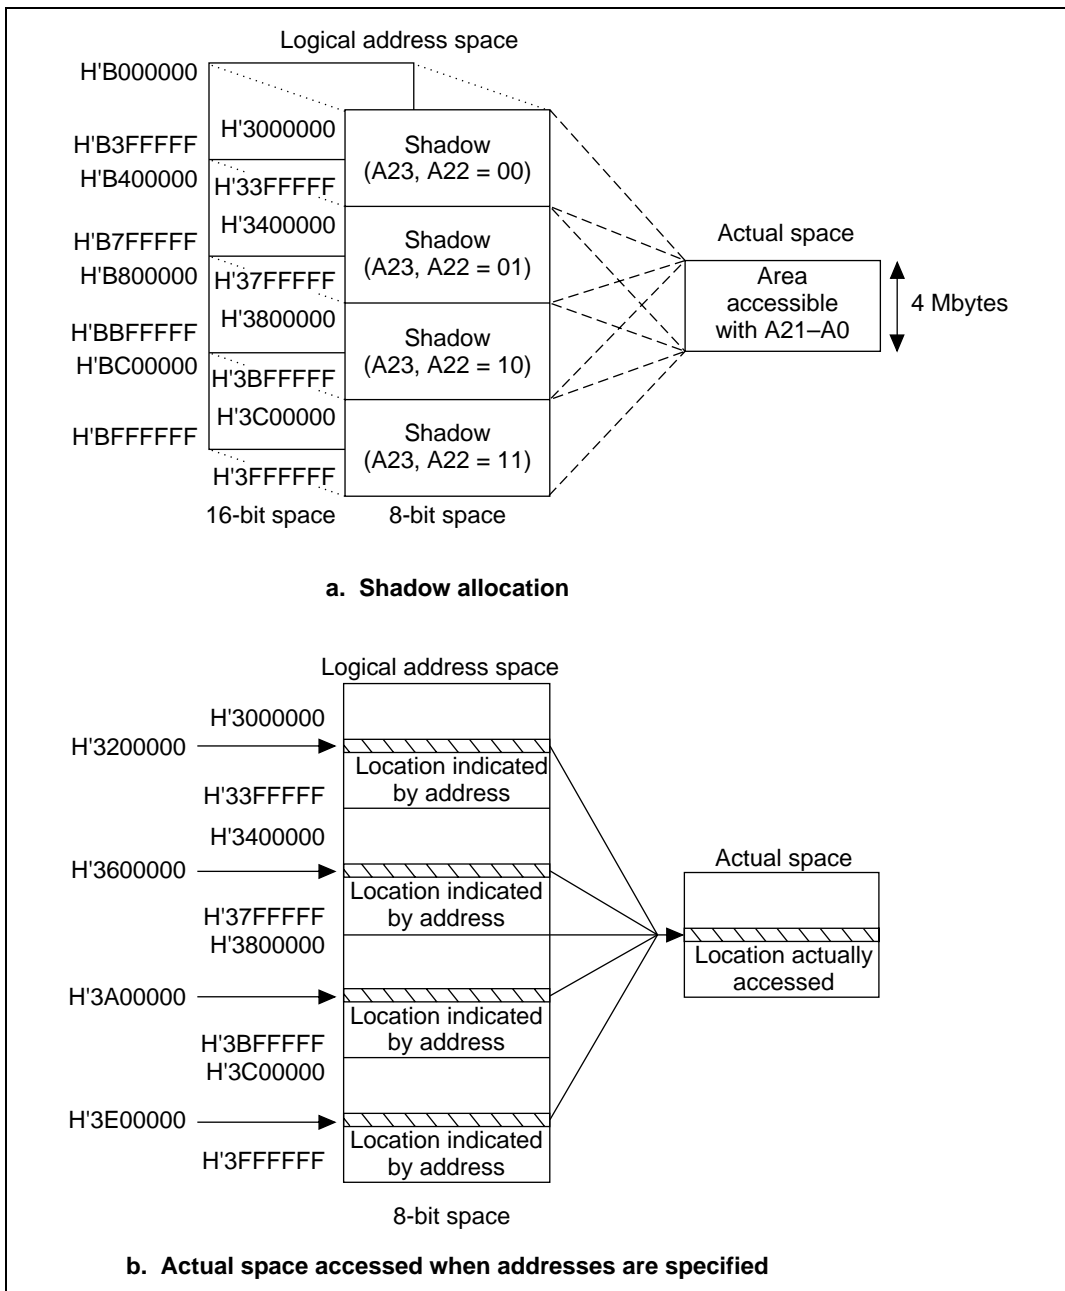 Logical address space
H'B000000
H'3000000
H'B3FFFFF
H'B400000
H'33FFFFF
H'3400000
H'B7FFFFF
H'B800000
H'37FFFFF
H'3800000
H'BBFFFFF
H'BC00000
H'3BFFFFF
H'3C00000
H'BFFFFFF
H'3FFFFFF
Shadow
(A23, A22 = 00)
Shadow
(A23, A22 = 01)
Shadow
(A23, A22 = 10)
Shadow
(A23, A22 = 11)
Actual space
Area
accessible
with A21–A0
4 Mbytes
16-bit space
8-bit space
a. Shadow allocation
Logical address space
H'3000000
H'3200000
Location indicated
by address
H'33FFFFF
H'3400000
H'3600000
Location indicated
by address
H'37FFFFF
H'3800000
H'3A00000
Location indicated
by address
H'3BFFFFF
H'3C00000
H'3E00000
Location indicated
by address
H'3FFFFFF
Actual space
Location actually
accessed
8-bit space
b. Actual space accessed when addresses are specified